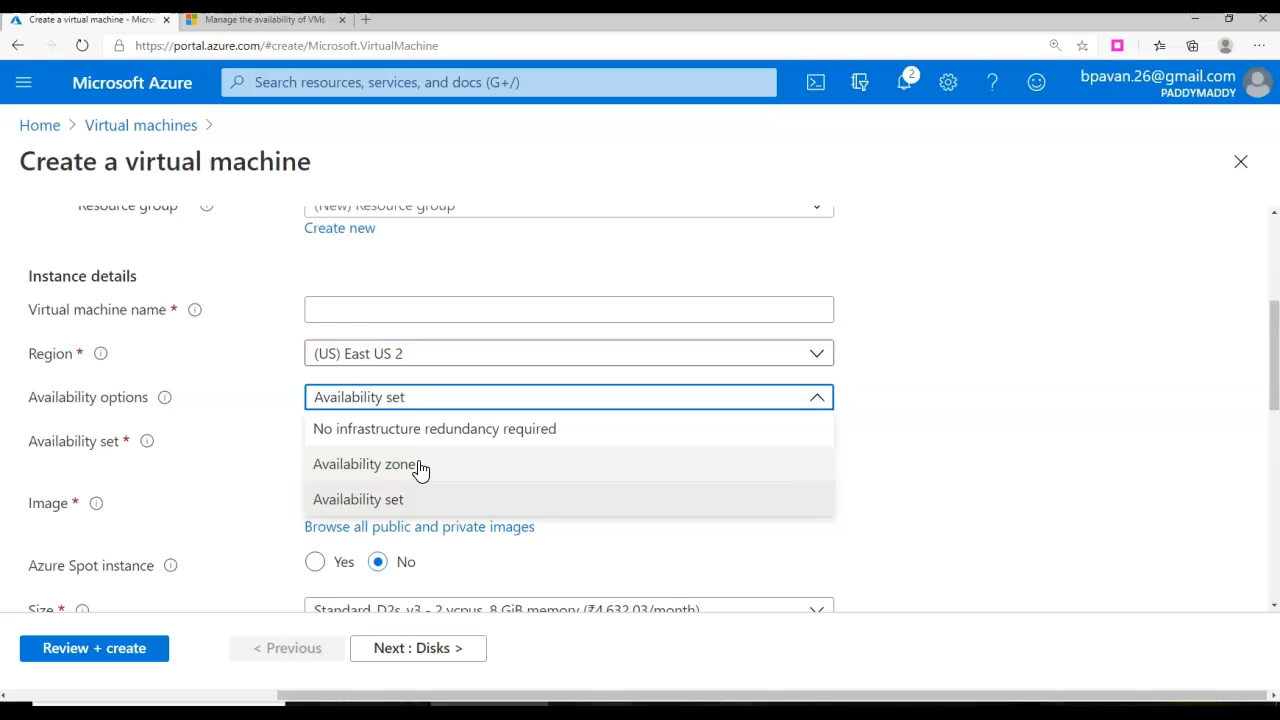 Create a virtual machine - Micro
Manage the availability of VMs
https://portal.azure.com/#create/Microsoft.VirtualMachine
Microsoft Azure
Search resources, services, and docs (G+/)
2
bpavan.26@gmail.com
PADDYMADDY
Home > Virtual machines >
Create a virtual machine
Resource group
(New) Resource group
Create new
Instance details
Virtual machine name *
Region *
(US) East US 2
Availability options
Availability set
No infrastructure redundancy required
Availability set *
Availability zone
Availability set
Image *
Browse all public and private images
Azure Spot instance
Yes
No
Size *
Standard_D2s_v3 - 2 vcpus, 8 GiB memory (₹4,632.03/month)
Review + create
< Previous
Next : Disks >